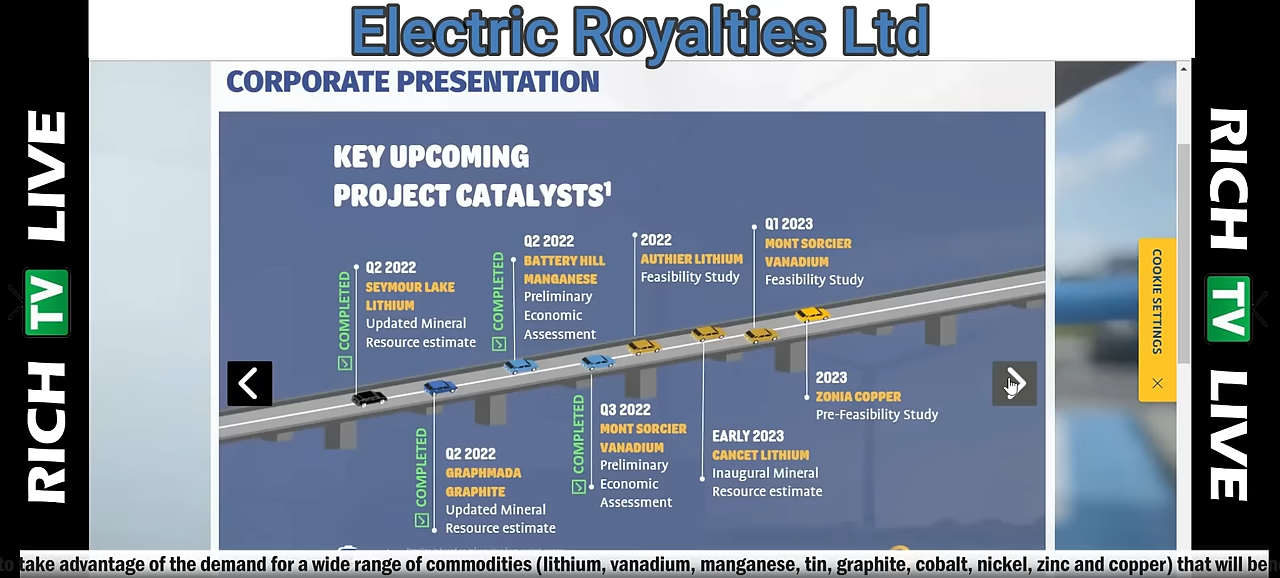 Electric Royalties Ltd
CORPORATE PRESENTATION
KEY UPCOMING
PROJECT CATALYSTS¹
COMPLETED
Q2 2022
SEYMOUR LAKE
LITHIUM
Updated Mineral
Resource estimate
COMPLETED
Q2 2022
BATTERY HILL
MANGANESE
Preliminary
Economic
Assessment
2022
AUTHIER LITHIUM
Feasibility Study
Q1 2023
MONT SORCIER
VANADIUM
Feasibility Study
COMPLETED
Q2 2022
GRAPHMADA
GRAPHITE
Updated Mineral
Resource estimate
COMPLETED
Q3 2022
MONT SORCIER
VANADIUM
Preliminary
Economic
Assessment
EARLY 2023
CANCET LITHIUM
Inaugural Mineral
Resource estimate
2023
ZONIA COPPER
Pre-Feasibility Study
COOKIE SETTINGS
RICH TV LIVE
RICH TV LIVE
to take advantage of the demand for a wide range of commodities (lithium, vanadium, manganese, tin, graphite, cobalt, nickel, zinc and copper) that will be